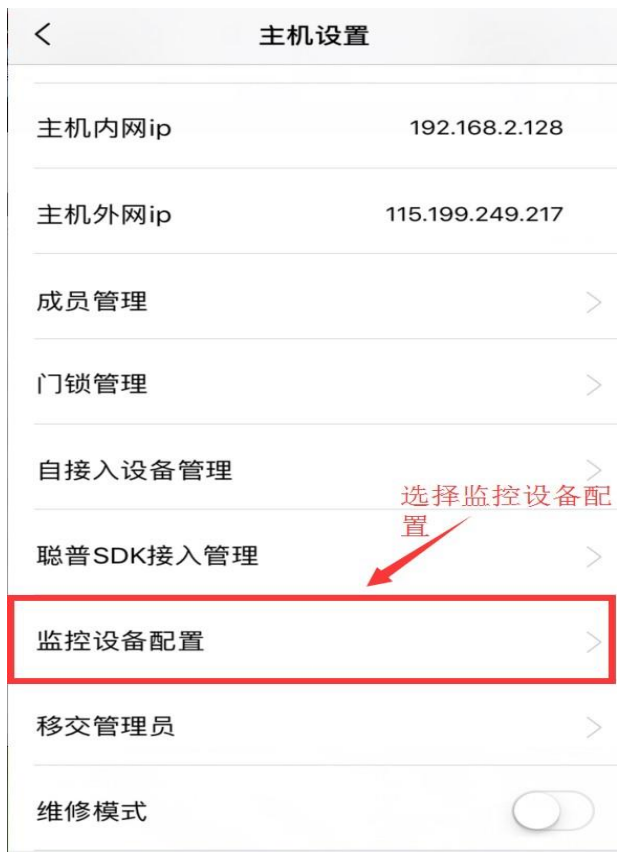 主机设置
主机内网ip 192.168.2.128
主机外网ip 115.199.249.217
成员管理
门锁管理
自接入设备管理
选择监控设备配
置
聪普SDK接入管理
监控设备配置
移交管理员
维修模式